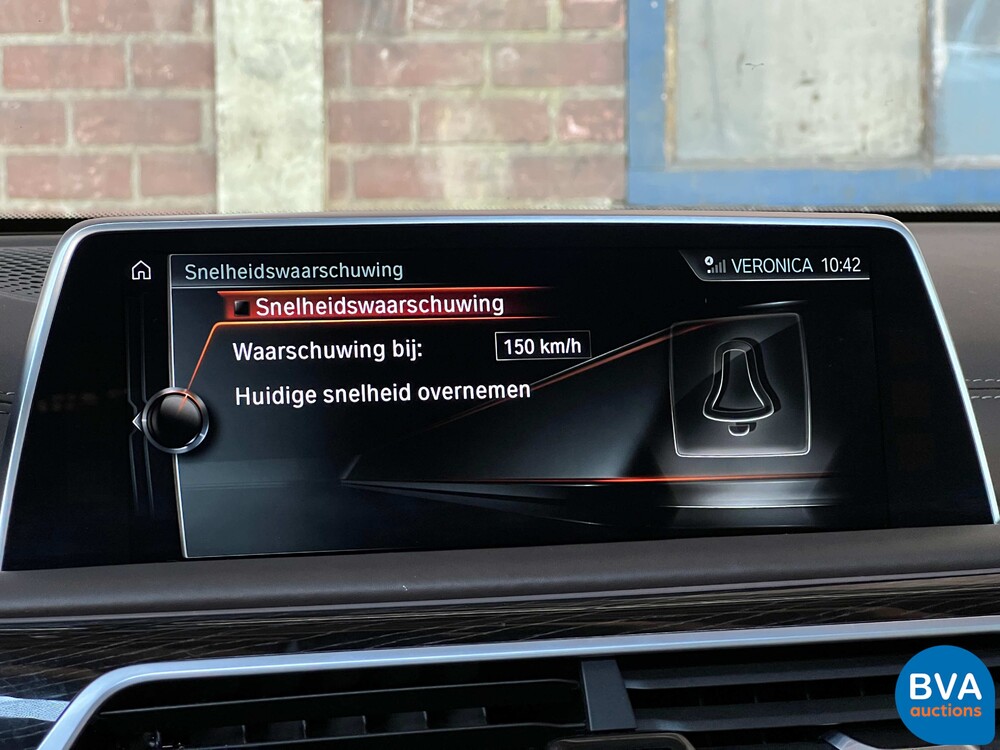 Snelheidswaarschuwing
VERONICA 10:42
Snelheidswaarschuwing
Waarschuwing bij: 150 km/h
Huidige snelheid overnemen
BVA
auctions